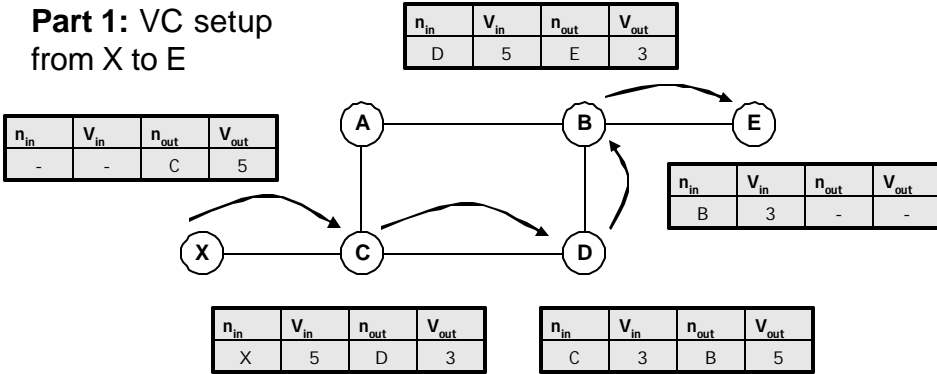 Part 1: VC setup
from X to E
n_in V_in n_out V_out
D 5 E 3
A
B
E
n_in V_in n_out V_out
- - C 5
n_in V_in n_out V_out
B 3 - -
X
C
D
n_in V_in n_out V_out
X 5 D 3
n_in V_in n_out V_out
C 3 B 5